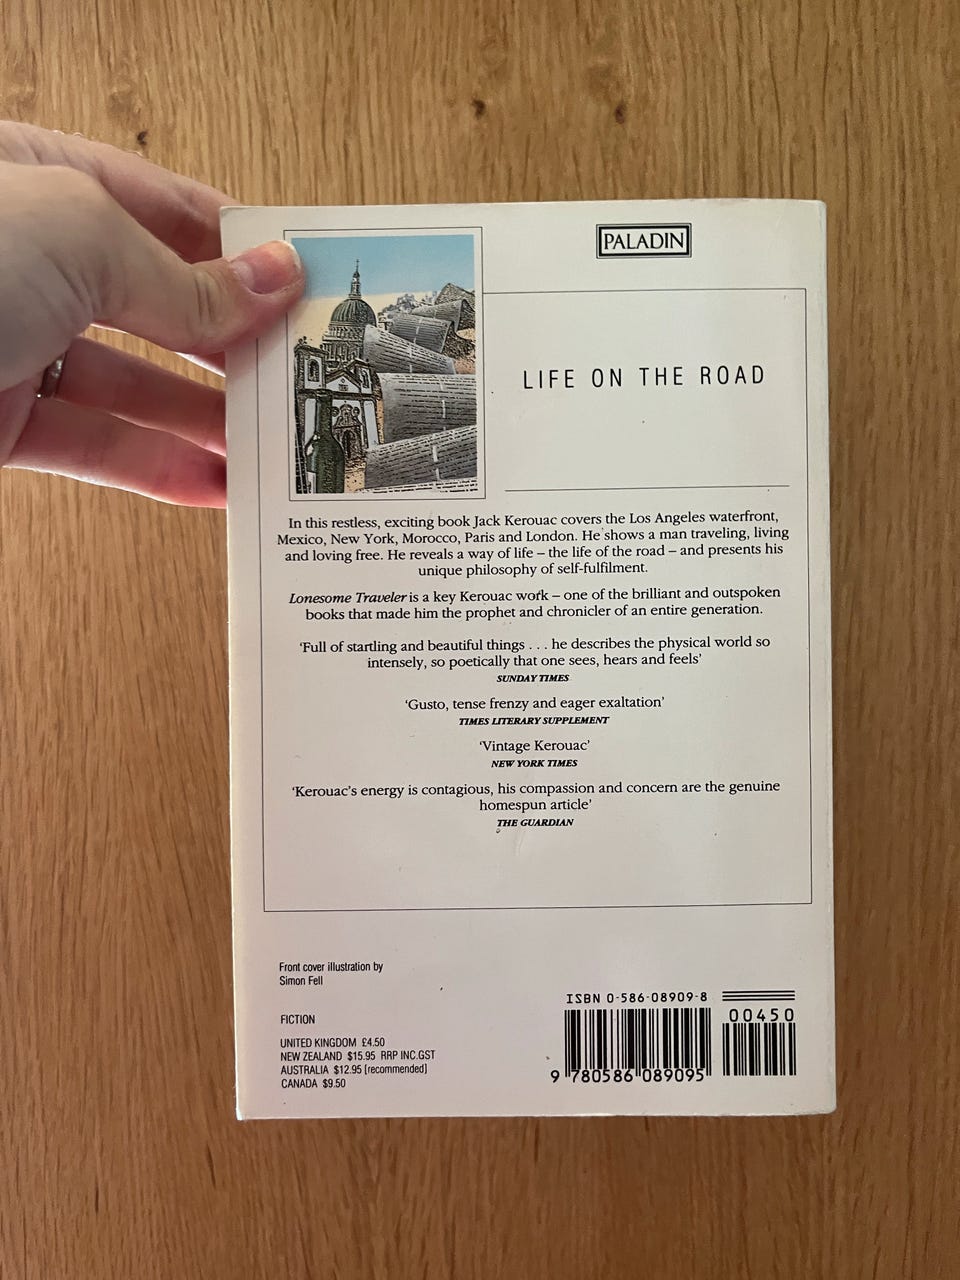 PALADIN
LIFE ON THE ROAD
In this restless, exciting book Jack Kerouac covers the Los Angeles waterfront,
Mexico, New York, Morocco, Paris and London. He shows a man traveling, living
and loving free. He reveals a way of life – the life of the road – and presents his
unique philosophy of self-fulfilment.
Lonesome Traveler is a key Kerouac work – one of the brilliant and outspoken
books that made him the prophet and chronicler of an entire generation.
‘Full of startling and beautiful things . . . he describes the physical world so
intensely, so poetically that one sees, hears and feels’
SUNDAY TIMES
‘Gusto, tense frenzy and eager exaltation’
TIMES LITERARY SUPPLEMENT
‘Vintage Kerouac’
NEW YORK TIMES
‘Kerouac’s energy is contagious, his compassion and concern are the genuine
homespun article’
THE GUARDIAN
Front cover illustration by
Simon Fell
FICTION
UNITED KINGDOM £4.50
NEW ZEALAND $15.95 RRP INC.GST
AUSTRALIA $12.95 [recommended]
CANADA $9.50
ISBN 0-586-08909-8
00450
9 780586 089095